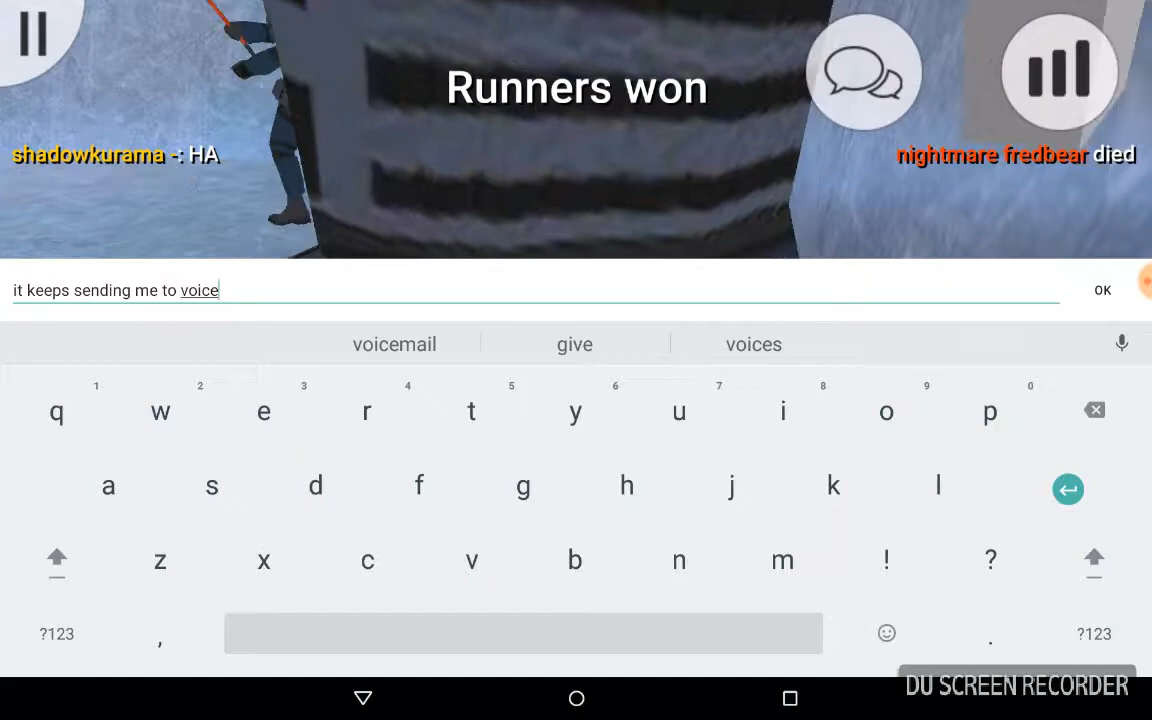 Runners won
shadowkurama -: HA
nightmare fredbear died
it keeps sending me to voice
OK
voicemail give voices
1 2 3 4 5 6 7 8 9 0
q w e r t y u i o p
a s d f g h j k l
z x c v b n m ! ?
?123 , . ?123
DU SCREEN RECORDER